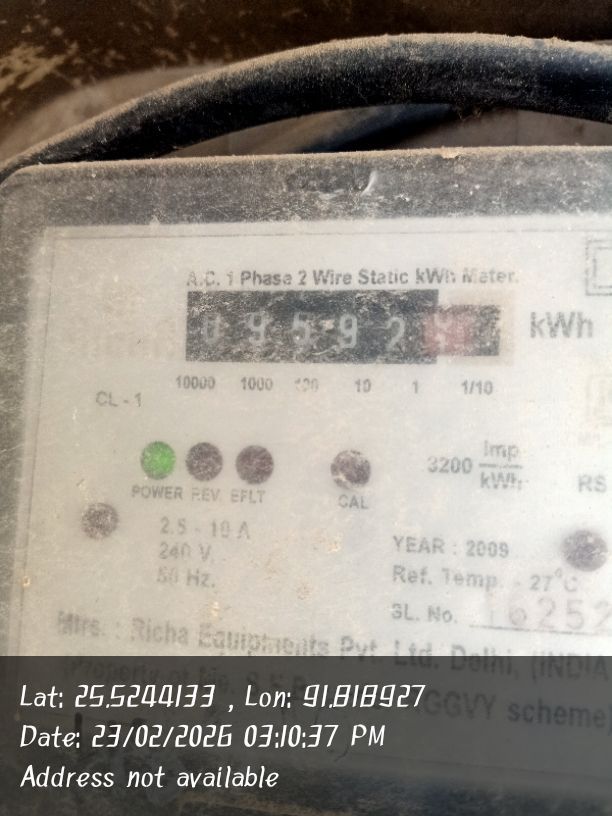 A.C. 1 Phase 2 Wire Static kWh Meter.
0 9 5 9 2 kWh
10000 1000 100 10 1 1/10
CL - 1
3200 Imp
kWh
RS
POWER REV. EFLT CAL
2.5 - 10 A
240 V.
50 Hz.
YEAR : 2009
Ref. Temp. - 27°C
SL. No. 16252
Mfrs. : Richa Equipments Pvt. Ltd. Delhi, (INDIA
Property of GGVY scheme)
Lat: 25.5244133 , Lon: 91.818927
Date: 23/02/2026 03:10:37 PM
Address not available